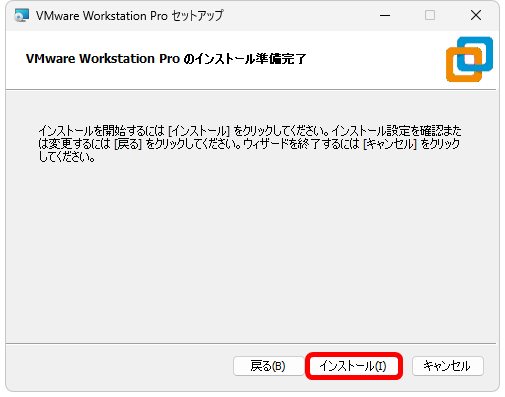 VMware Workstation Pro セットアップ
VMware Workstation Pro のインストール準備完了
インストールを開始するには [インストール] をクリックしてください。インストール設定を確認また
は変更するには [戻る] をクリックしてください。ウィザードを終了するには [キャンセル] をクリック
してください。
戻る(B) インストール(I) キャンセル